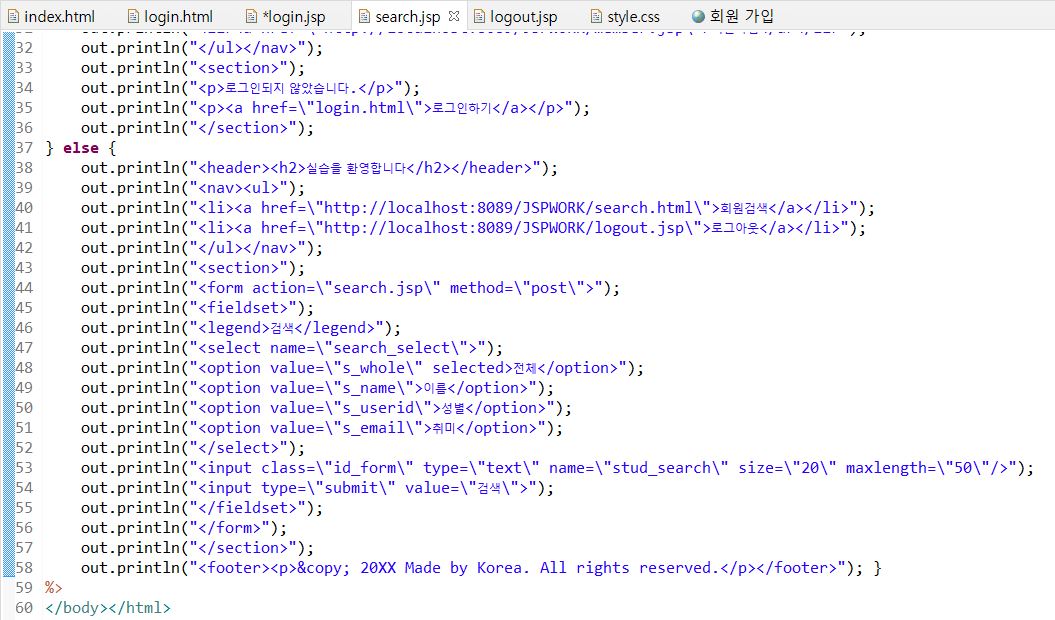 index.html login.html *login.jsp search.jsp logout.jsp style.css 회원 가입
32 out.println("</ul></nav>");
33 out.println("<section>");
34 out.println("<p>로그인되지 않았습니다.</p>");
35 out.println("<p><a href=\"login.html\">로그인하기</a></p>");
36 out.println("</section>");
37 } else {
38 out.println("<header><h2>실습을 환영합니다</h2></header>");
39 out.println("<nav><ul>");
40 out.println("<li><a href=\"http://localhost:8089/JSPWORK/search.html\">회원검색</a></li>");
41 out.println("<li><a href=\"http://localhost:8089/JSPWORK/logout.jsp\">로그아웃</a></li>");
42 out.println("</ul></nav>");
43 out.println("<section>");
44 out.println("<form action=\"search.jsp\" method=\"post\">");
45 out.println("<fieldset>");
46 out.println("<legend>검색</legend>");
47 out.println("<select name=\"search_select\">");
48 out.println("<option value=\"s_whole\" selected>전체</option>");
49 out.println("<option value=\"s_name\">이름</option>");
50 out.println("<option value=\"s_userid\">성별</option>");
51 out.println("<option value=\"s_email\">취미</option>");
52 out.println("</select>");
53 out.println("<input class=\"id_form\" type=\"text\" name=\"stud_search\" size=\"20\" maxlength=\"50\"/>");
54 out.println("<input type=\"submit\" value=\"검색\">");
55 out.println("</fieldset>");
56 out.println("</form>");
57 out.println("</section>");
58 out.println("<footer><p>&copy; 20XX Made by Korea. All rights reserved.</p></footer>"); }
59 %>
60 </body></html>